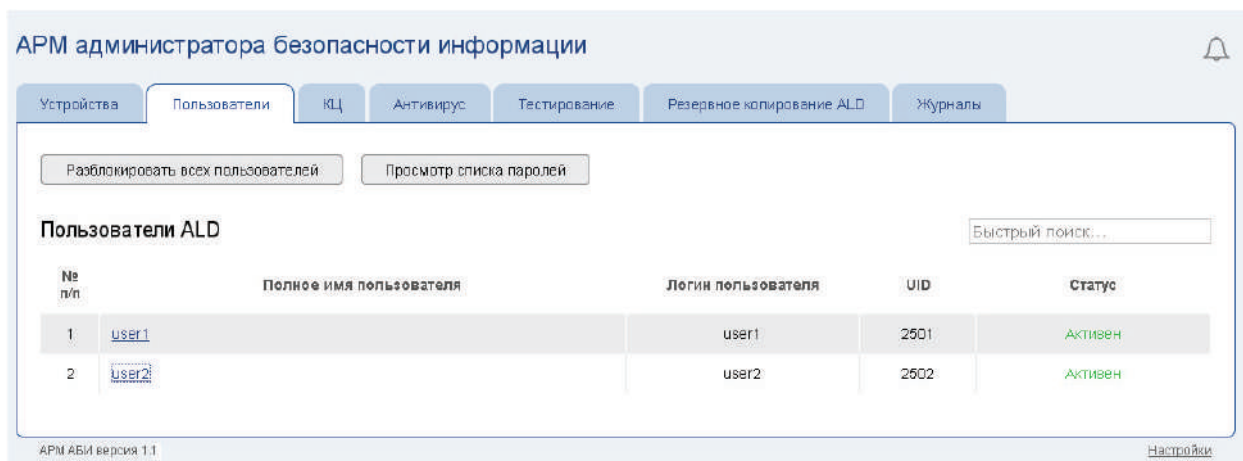 АРМ администратора безопасности информации
Устройства Пользователи КЦ Антивирус Тестирование Резервное копирование ALD Журналы
Разблокировать всех пользователей Просмотр списка паролей
Пользователи ALD Быстрый поиск...
№ п/п Полное имя пользователя Логин пользователя UID Статус
1 user1 user1 2501 Активен
2 user2 user2 2502 Активен
АРМ АБИ версия 1.1 Настройки